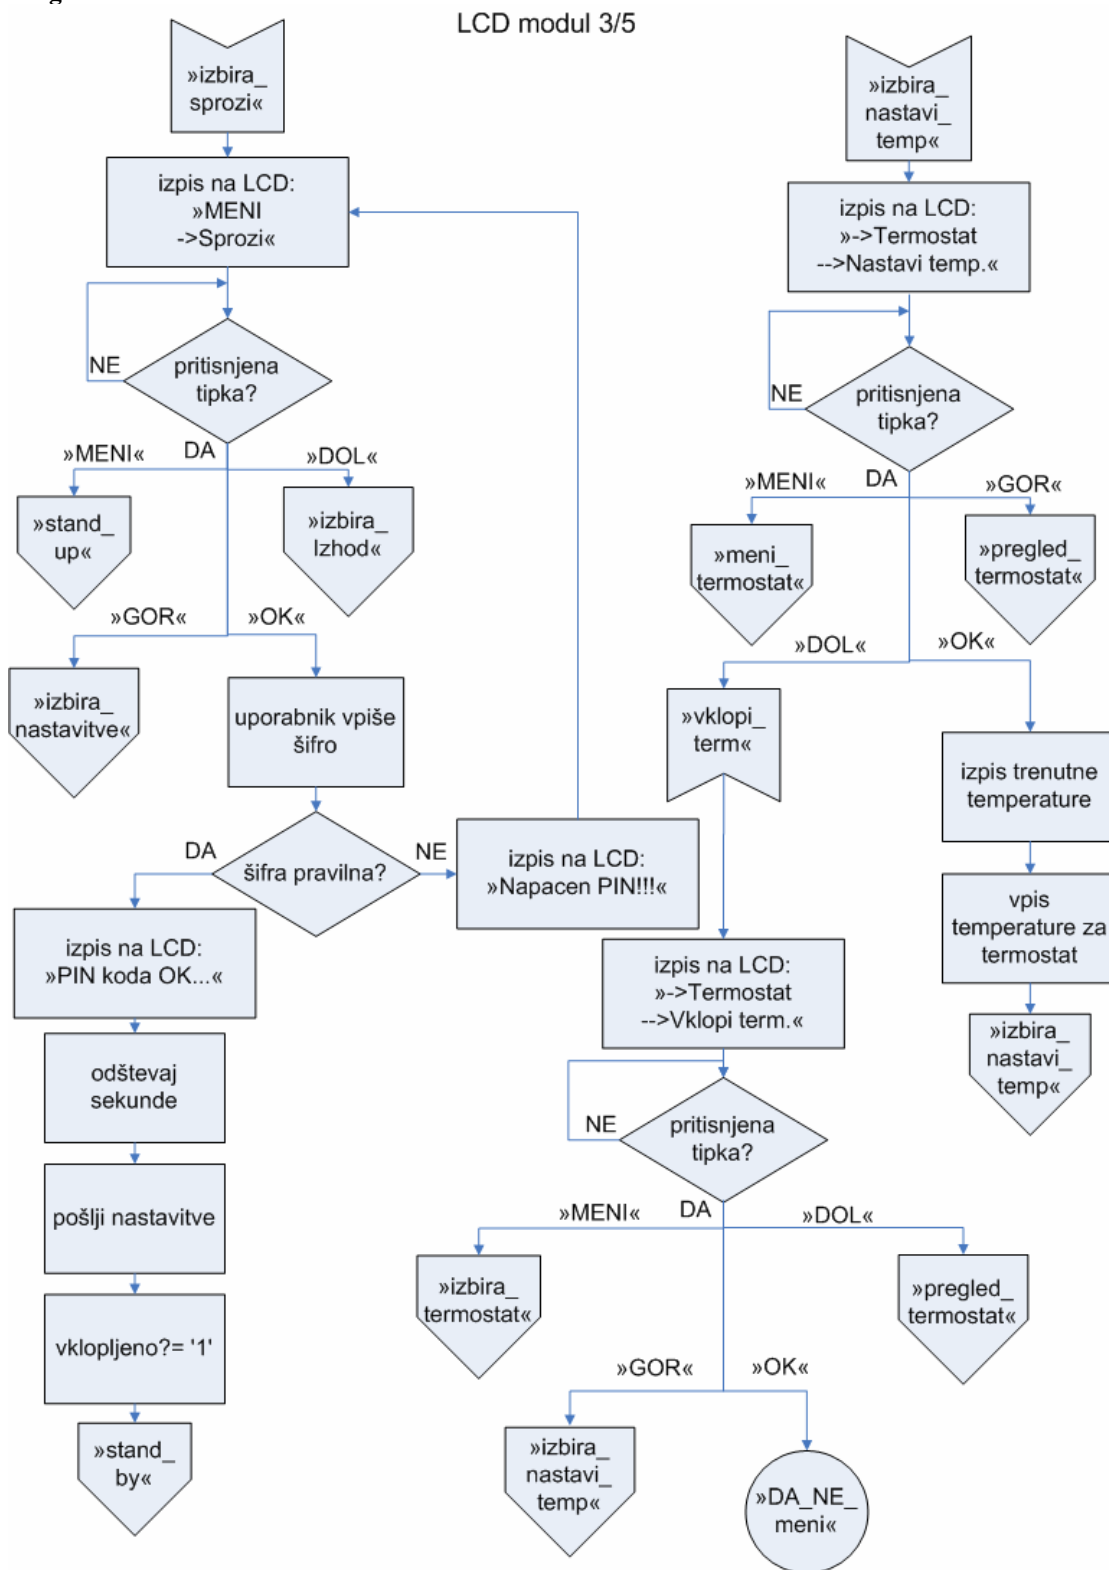 LCD modul 3/5
»izbira_
sprozi«
izpis na LCD:
»MENI
->Sprozi«
NE
pritisnjena
tipka?
DA
»MENI«
»DOL«
»stand_
up«
»izbira_
Izhod«
»GOR«
»OK«
»izbira_
nastavitve«
uporabnik vpiše
šifro
DA
šifra pravilna?
NE
izpis na LCD:
»Napacen PIN!!!«
izpis na LCD:
»PIN koda OK...«
odštevaj
sekunde
pošlji nastavitve
vklopljeno?= '1'
»stand_
by«
»izbira_
nastavi_
temp«
izpis na LCD:
»->Termostat
-->Nastavi temp.«
NE
pritisnjena
tipka?
DA
»MENI«
»GOR«
»meni_
termostat«
»pregled_
termostat«
»DOL«
»OK«
»vklopi_
term«
izpis trenutne
temperature
vpis
temperature za
termostat
»izbira_
nastavi_
temp«
izpis na LCD:
»->Termostat
-->Vklopi term.«
NE
pritisnjena
tipka?
DA
»MENI«
»DOL«
»izbira_
termostat«
»pregled_
termostat«
»GOR«
»OK«
»izbira_
nastavi_
temp«
»DA_NE_
meni«